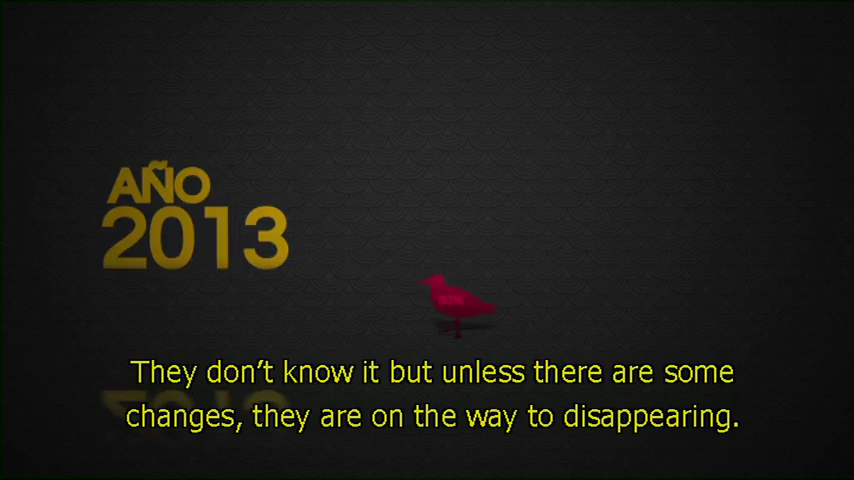 AÑO
2013
They don't know it but unless there are some
changes, they are on the way to disappearing.